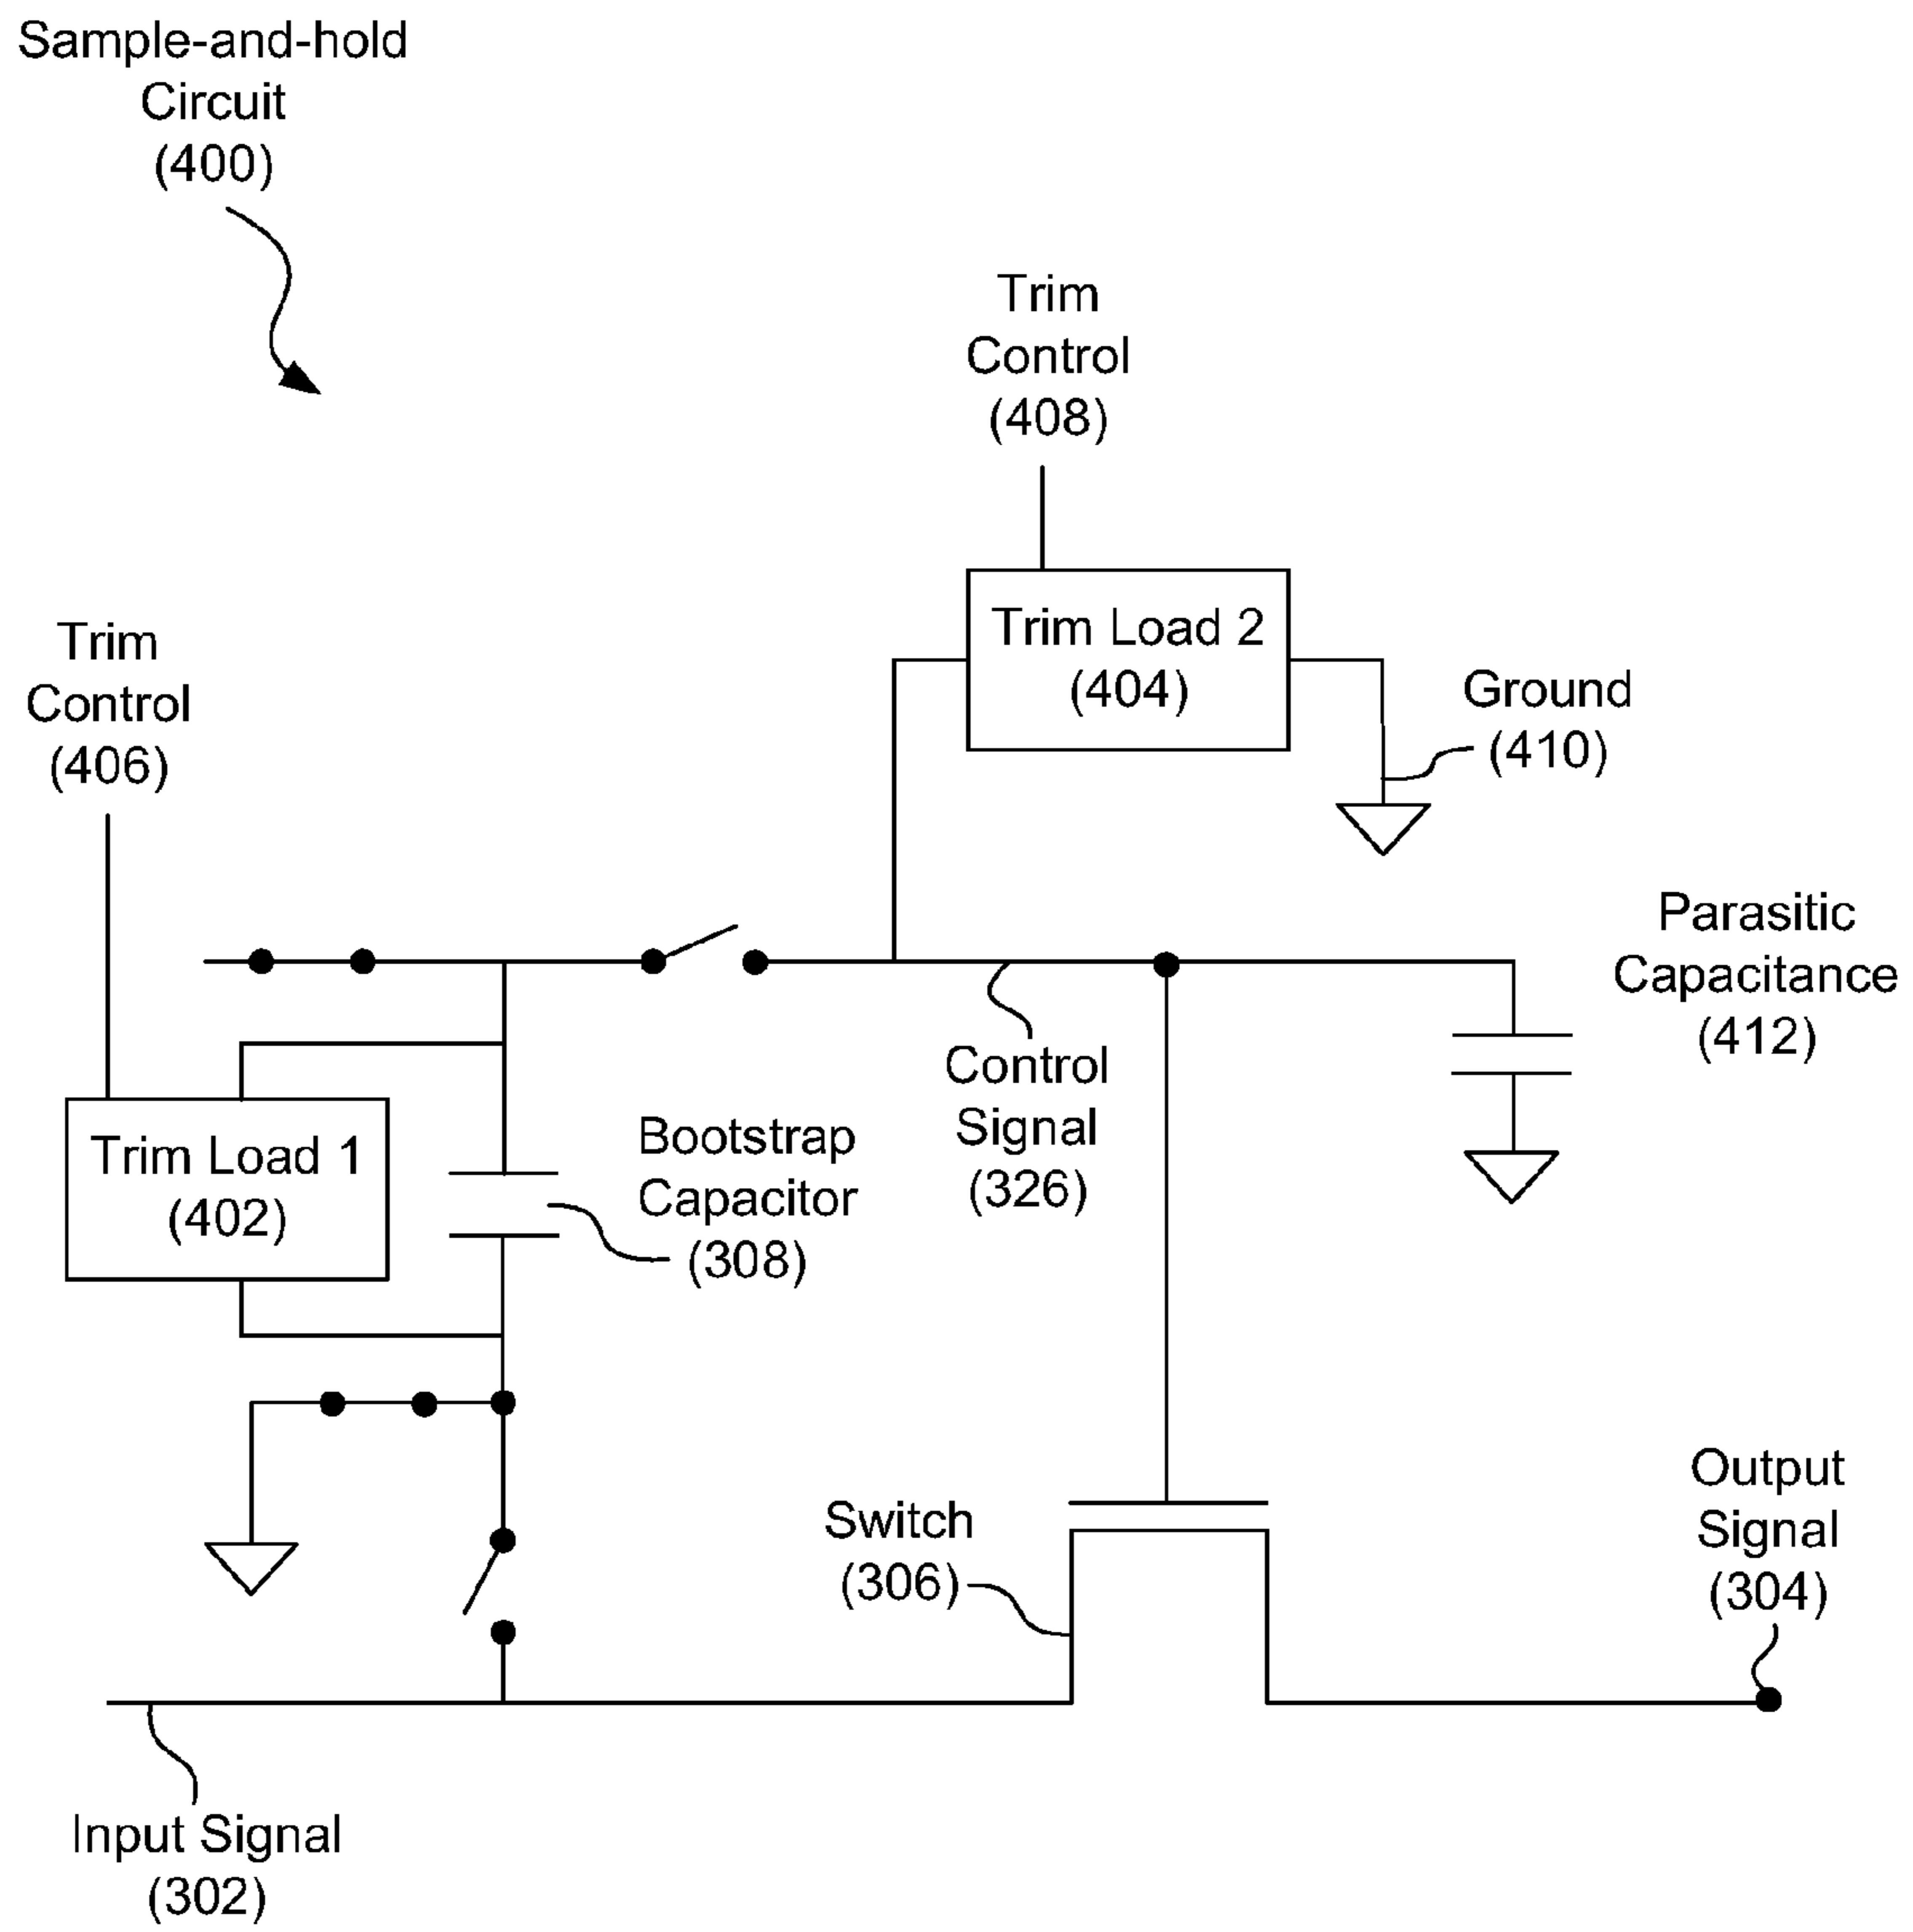 Sample-and-hold
Circuit
(400)
Trim
Control
(408)
Trim Load 2
(404)
Trim
Control
(406)
Ground
(410)
Parasitic
Capacitance
(412)
Control
Signal
(326)
Trim Load 1
(402)
Bootstrap
Capacitor
(308)
Switch
(306)
Output
Signal
(304)
Input Signal
(302)